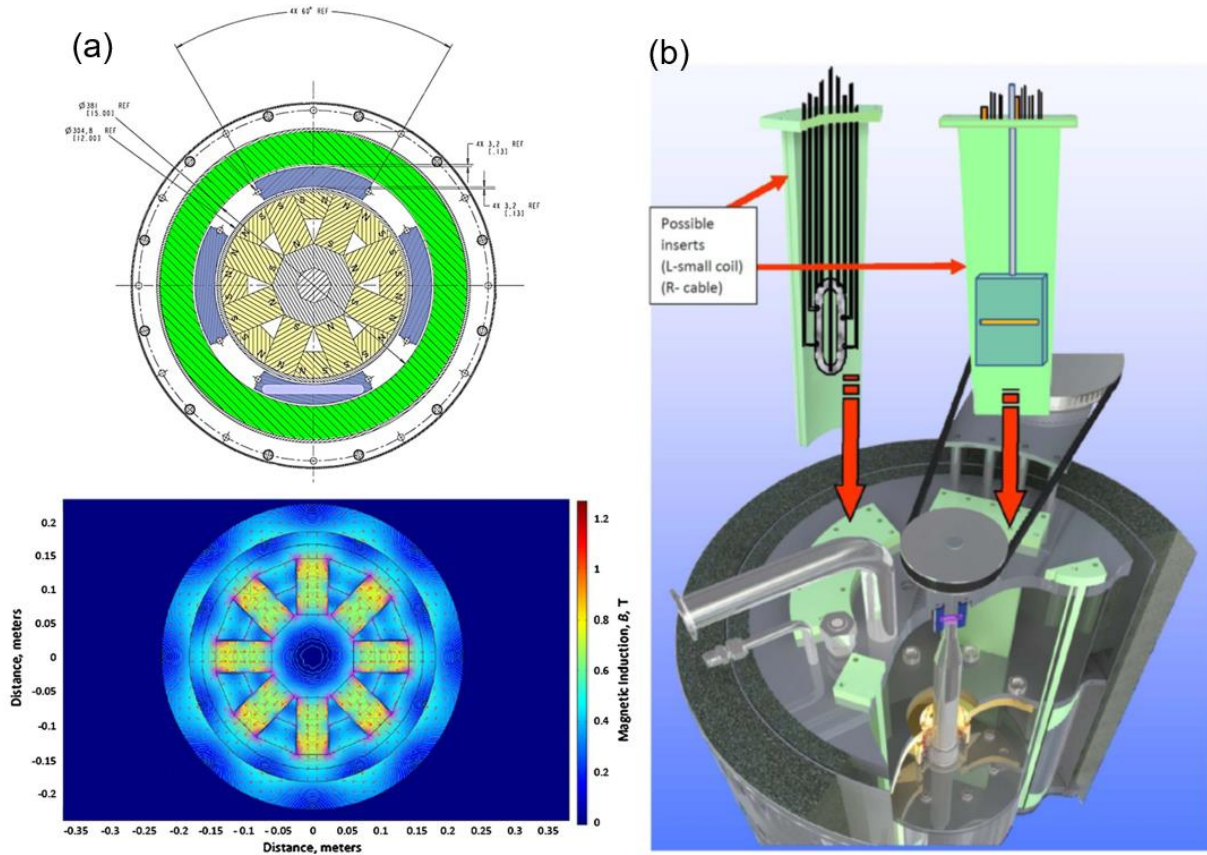 (a)
4X 60° REF
Ø381 REF
[15.00]
Ø304,8 REF
[12.00]
4X 3,2 REF
[.13]
4X 3,2 REF
[.13]
Distance, meters
0.2
0.15
0.1
0.05
0
-0.05
-0.1
-0.15
-0.2
-0.35
-0.30
-0.25
-0.2
-0.15
-0.10
-0.05
0
0.05
0.10
0.15
0.2
0.25
0.30
0.35
Distance, meters
1.2
1
0.8
0.6
0.4
0.2
0
Magnetic Induction, B, T
(b)
Possible
inserts
(L-small coil)
(R- cable)